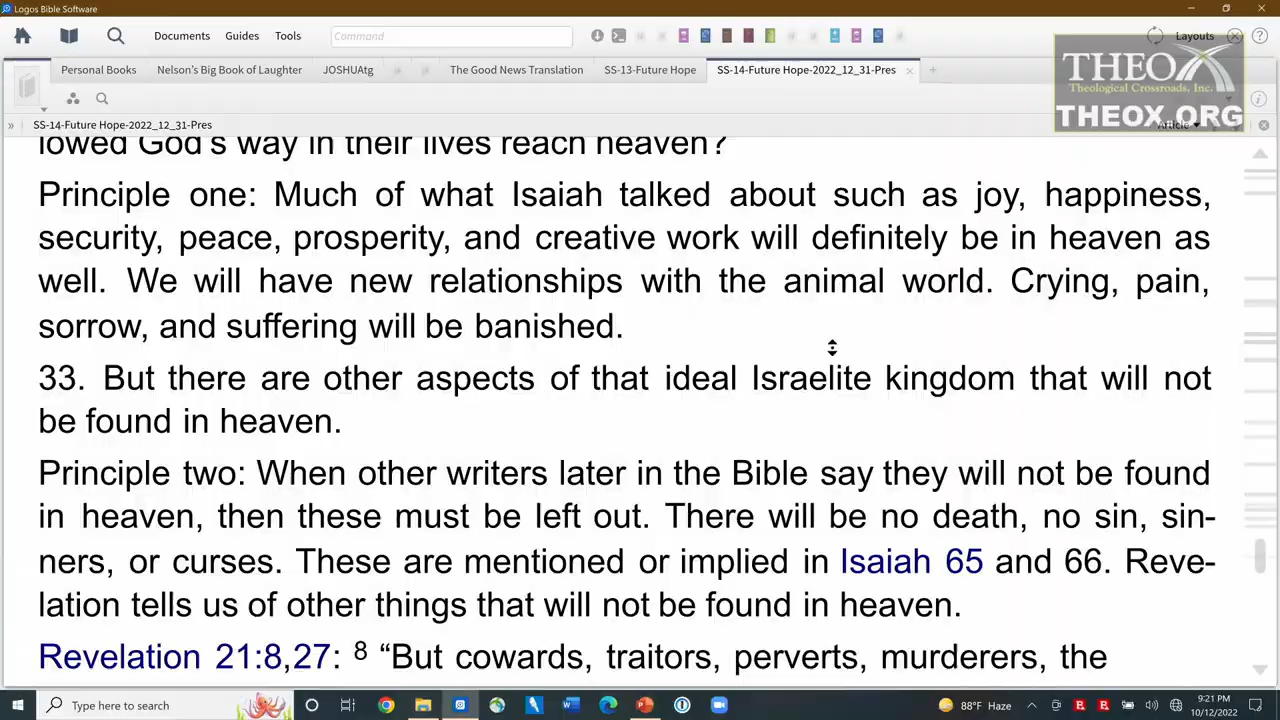 Logos Bible Software
Documents Guides Tools Command Layouts
THEO
Theological Crossroads, Inc.
THEOX.ORG
Personal Books Nelson's Big Book of Laughter JOSHUAtg The Good News Translation SS-13-Future Hope SS-14-Future Hope-2022_12_31-Pres
SS-14-Future Hope-2022_12_31-Pres Article
lowed God's way in their lives reach heaven?
Principle one: Much of what Isaiah talked about such as joy, happiness,
security, peace, prosperity, and creative work will definitely be in heaven as
well. We will have new relationships with the animal world. Crying, pain,
sorrow, and suffering will be banished.
33. But there are other aspects of that ideal Israelite kingdom that will not
be found in heaven.
Principle two: When other writers later in the Bible say they will not be found
in heaven, then these must be left out. There will be no death, no sin, sin-
ners, or curses. These are mentioned or implied in Isaiah 65 and 66. Reve-
lation tells us of other things that will not be found in heaven.
Revelation 21:8,27: 8 “But cowards, traitors, perverts, murderers, the
Type here to search
88°F Haze
9:21 PM
10/12/2022